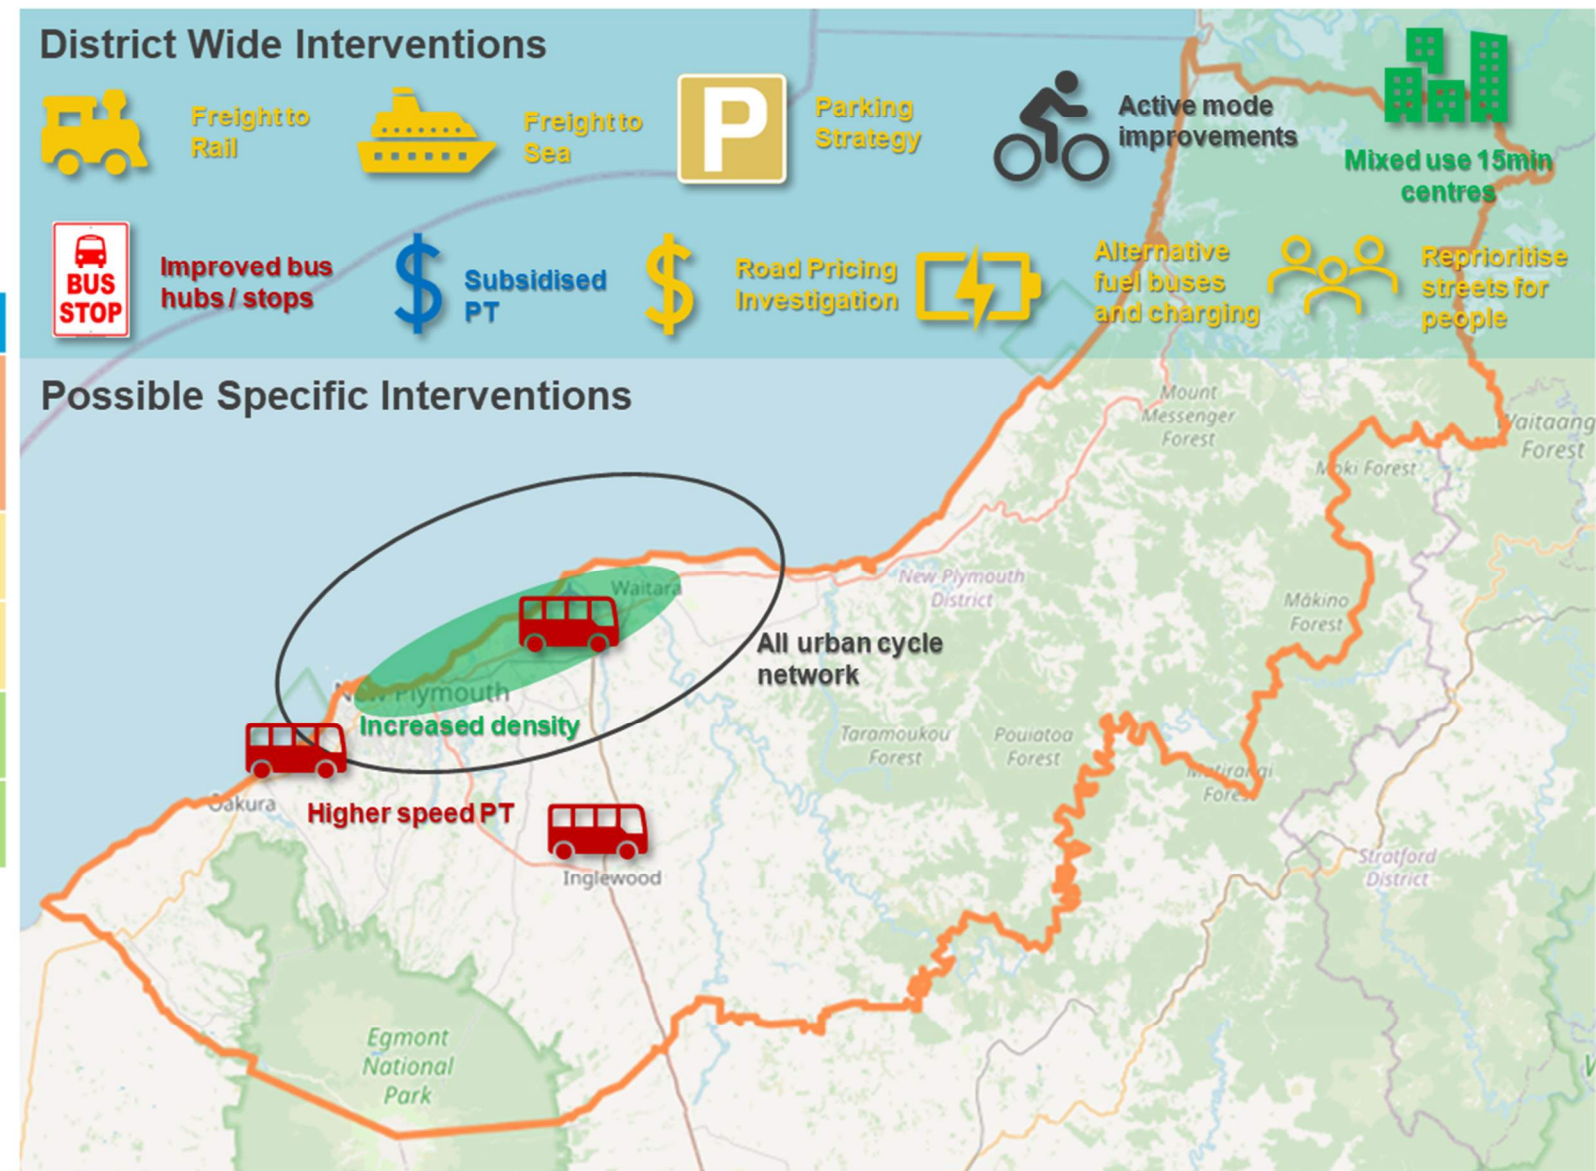 District Wide Interventions
Freight to
Rail
Freight to
Sea
P
Parking
Strategy
Active mode
improvements
Mixed use 15min
centres
BUS
STOP
Improved bus
hubs / stops
$
Subsidised
PT
$
Road Pricing
Investigation
Alternative
fuel buses
and charging
Reprioritise
streets for
people
Possible Specific Interventions
Mount
Messenger
Forest
Waitaang
Forest
Moki Forest
New Plymouth
District
Mākino
Forest
Waitara
All urban cycle
network
New Plymouth
Increased density
Taramoukou
Forest
Pouiatoa
Forest
Matirangi
Forest
Oakura
Higher speed PT
Inglewood
Stratford
District
Egmont
National
Park